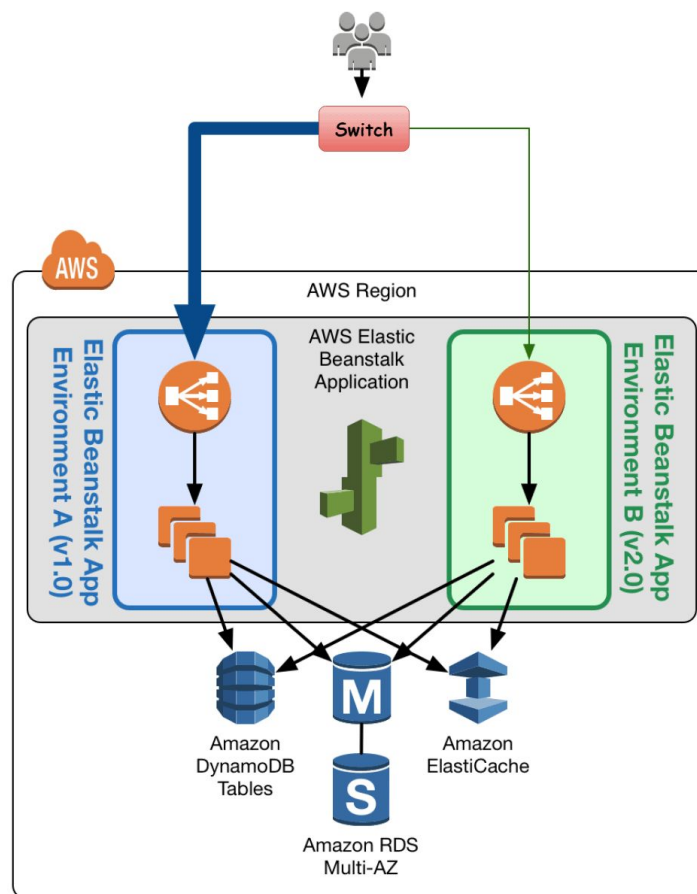 Switch
AWS
AWS Region
AWS Elastic
Beanstalk
Application
Elastic Beanstalk App
Environment A (v1.0)
Elastic Beanstalk App
Environment B (v2.0)
M
Amazon
DynamoDB
Tables
Amazon
ElastiCache
S
Amazon RDS
Multi-AZ